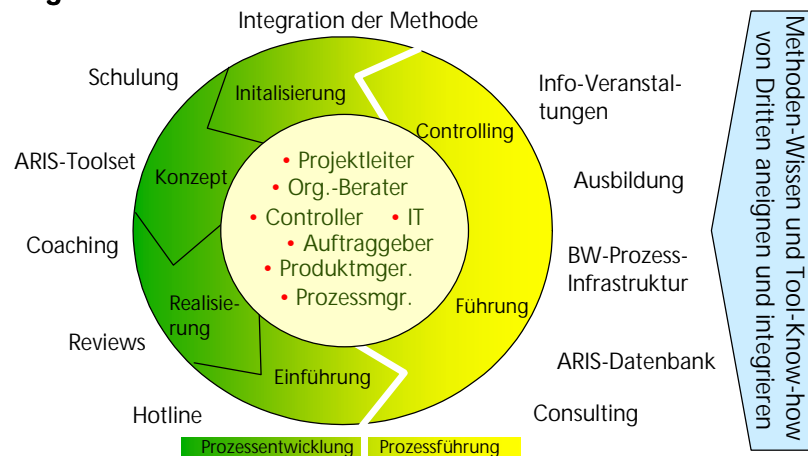 Integration der Methode
Schulung
ARIS-Toolset
Coaching
Reviews
Hotline
Initalisierung
Konzept
Realisie-
rung
Einführung
Controlling
Führung
• Projektleiter
• Org.-Berater
• Controller • IT
• Auftraggeber
• Produktmger.
• Prozessmgr.
Info-Veranstal-
tungen
Ausbildung
BW-Prozess-
Infrastruktur
ARIS-Datenbank
Consulting
Prozessentwicklung
Prozessführung
Methoden-Wissen und Tool-Know-how
von Dritten aneignen und integrieren